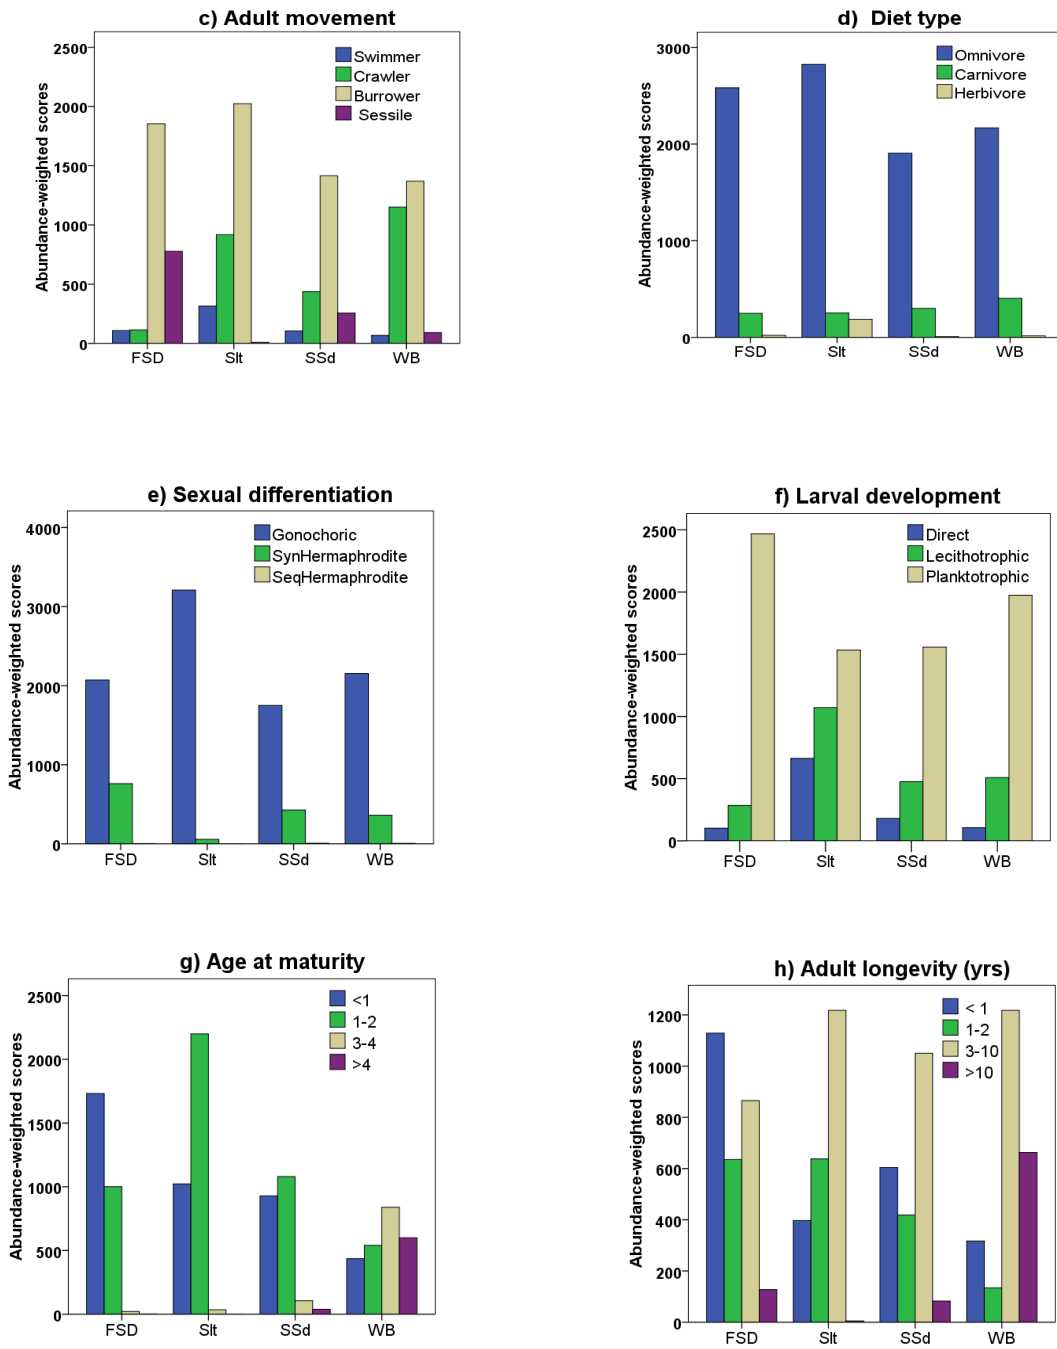 c) Adult movement
Abundance-weighted scores
2500
2000
1500
1000
500
0
Swimmer
Crawler
Burrower
Sessile
FSD
Slt
SSd
WB
d) Diet type
Abundance-weighted scores
3000
2000
1000
0
Omnivore
Carnivore
Herbivore
FSD
Slt
SSd
WB
e) Sexual differentiation
Abundance-weighted scores
4000
3000
2000
1000
0
Gonochoric
SynHermaphrodite
SeqHermaphrodite
FSD
Slt
SSd
WB
f) Larval development
Abundance-weighted scores
2500
2000
1500
1000
500
0
Direct
Lecithotrophic
Planktotrophic
FSD
Slt
SSd
WB
g) Age at maturity
Abundance-weighted scores
2500
2000
1500
1000
500
0
<1
1-2
3-4
>4
FSD
Slt
SSd
WB
h) Adult longevity (yrs)
Abundance-weighted scores
1200
1000
800
600
400
200
0
< 1
1-2
3-10
>10
FSD
Slt
SSd
WB